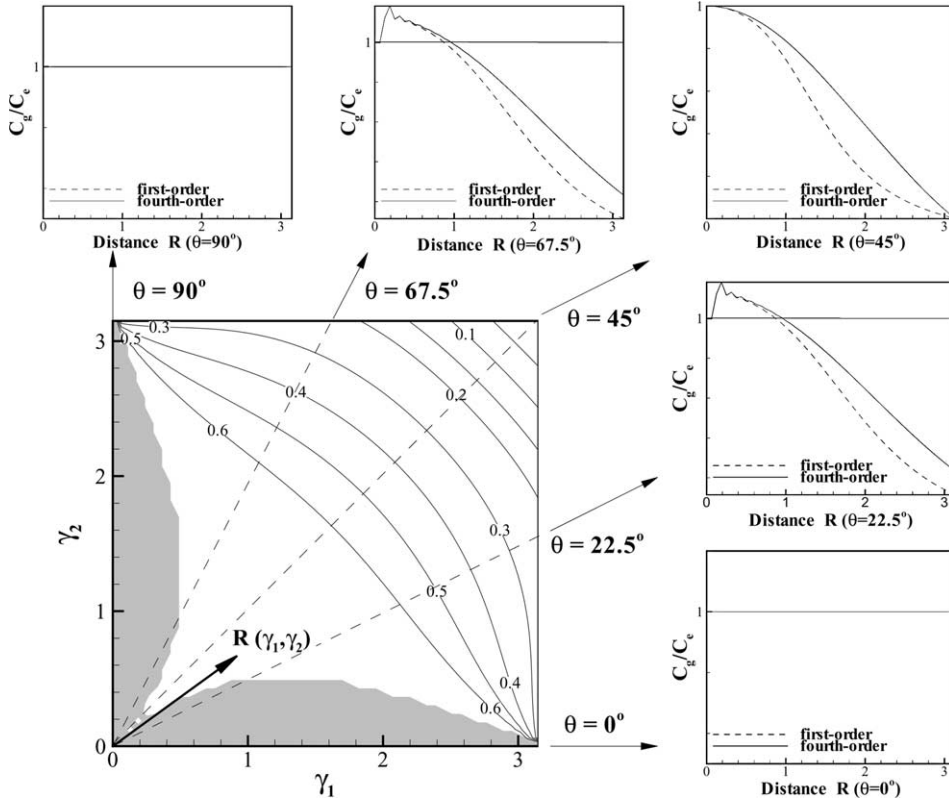 1
C_g/C_e
first-order
fourth-order
0 1 2 3
Distance R (θ=90°)
1
C_g/C_e
first-order
fourth-order
0 1 2 3
Distance R (θ=67.5°)
1
C_g/C_e
first-order
fourth-order
0 1 2 3
Distance R (θ=45°)
θ = 90°
θ = 67.5°
θ = 45°
1
C_g/C_e
first-order
fourth-order
0 1 2 3
Distance R (θ=22.5°)
3
2
1
0
γ₂
0.3
0.5
0.4
0.6
0.1
0.2
0.3
0.5
0.4
0.6
R (γ₁,γ₂)
θ = 22.5°
θ = 0°
0 1 2 3
γ₁
1
C_g/C_e
first-order
fourth-order
0 1 2 3
Distance R (θ=0°)